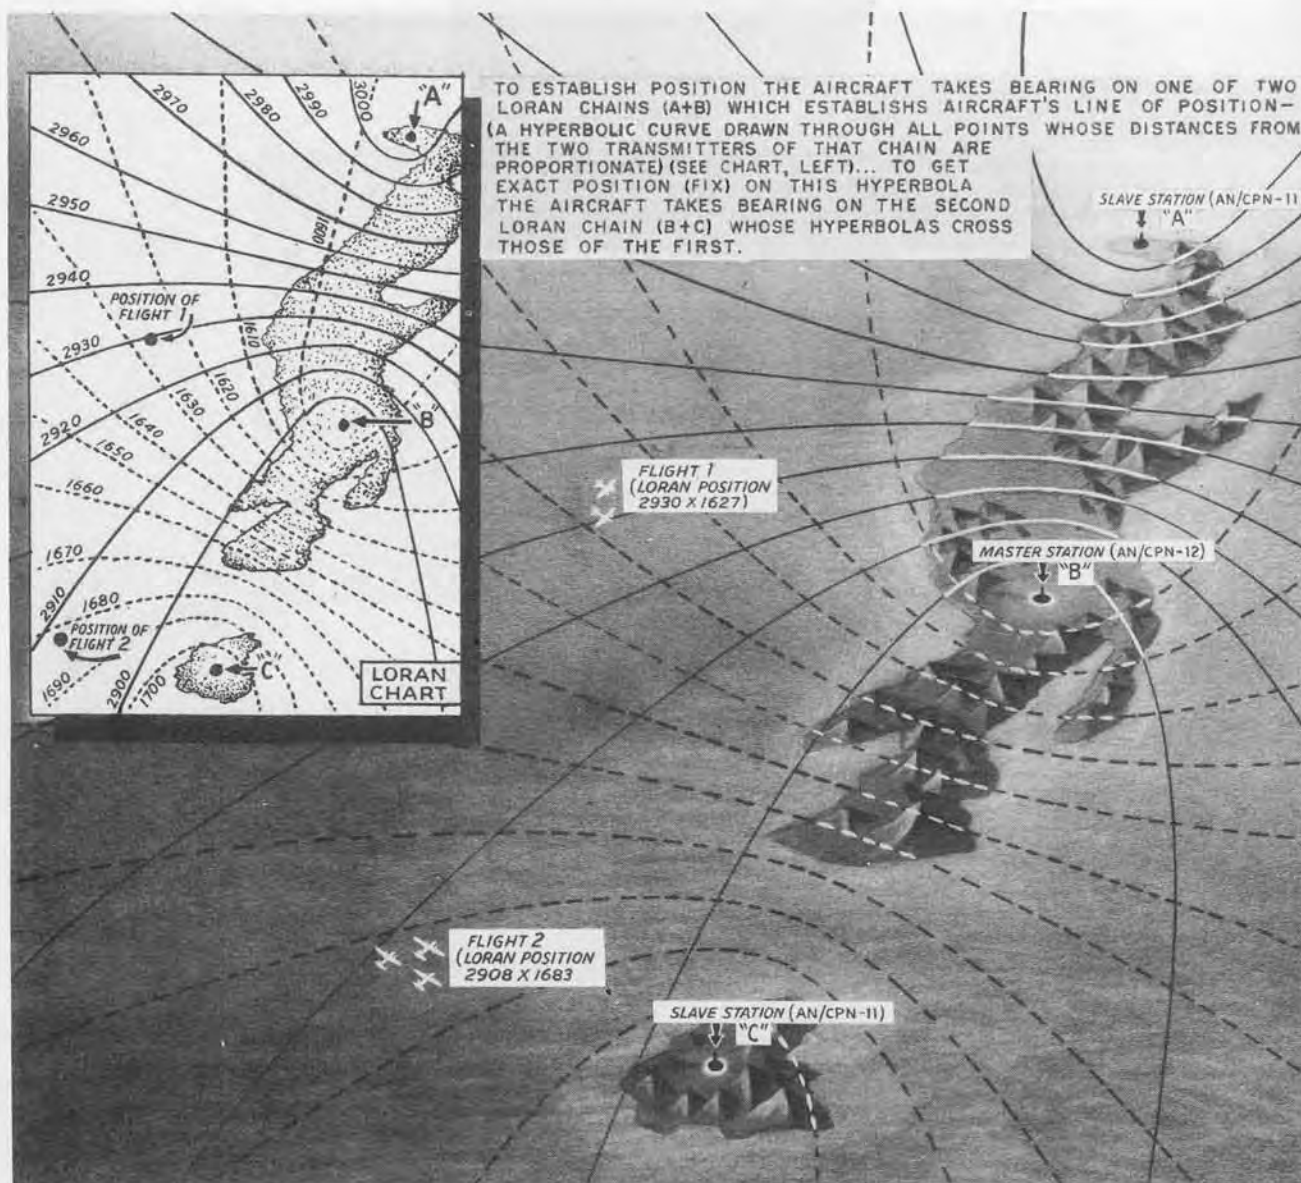 TO ESTABLISH POSITION THE AIRCRAFT TAKES BEARING ON ONE OF TWO
LORAN CHAINS (A+B) WHICH ESTABLISHS AIRCRAFT'S LINE OF POSITION—
(A HYPERBOLIC CURVE DRAWN THROUGH ALL POINTS WHOSE DISTANCES FROM
THE TWO TRANSMITTERS OF THAT CHAIN ARE
PROPORTIONATE) (SEE CHART, LEFT)... TO GET
EXACT POSITION (FIX) ON THIS HYPERBOLA
THE AIRCRAFT TAKES BEARING ON THE SECOND
LORAN CHAIN (B+C) WHOSE HYPERBOLAS CROSS
THOSE OF THE FIRST.
2970
2980
2990
3000
"A"
2960
2950
1600
2940
POSITION OF
FLIGHT 1
2930
1610
1620
1630
2920
1640
"B"
1650
1660
1670
2910
1680
POSITION OF
FLIGHT 2
1690
2900
1700
"C"
LORAN
CHART
SLAVE STATION (AN/CPN-11
"A"
FLIGHT 1
(LORAN POSITION
2930 X 1627)
MASTER STATION (AN/CPN-12)
"B"
FLIGHT 2
(LORAN POSITION
2908 X 1683
SLAVE STATION (AN/CPN-11)
"C"